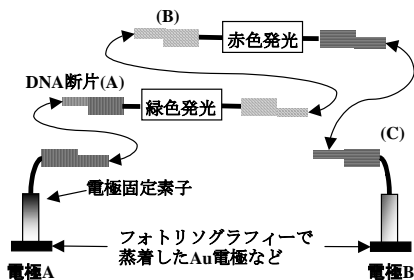 (B)
赤色発光
DNA断片(A)
緑色発光
(C)
電極固定素子
フォトリソグラフィーで
蒸着したAu電極など
電極A
電極B